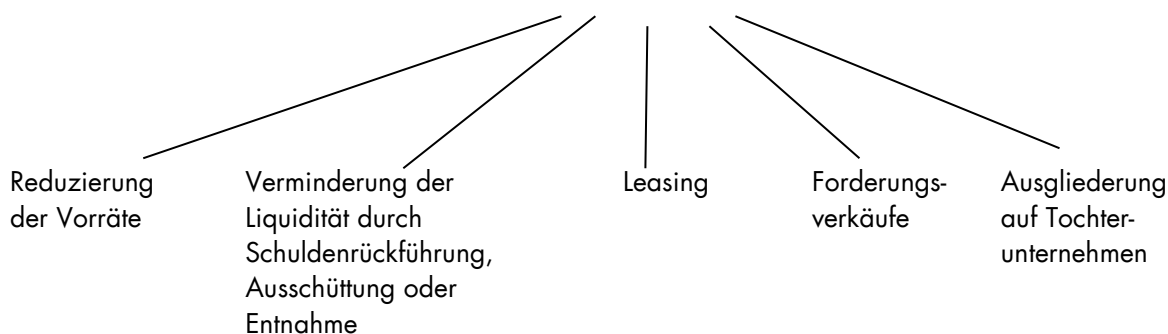 Reduzierung
der Vorräte
Verminderung der
Liquidität durch
Schuldenrückführung,
Ausschüttung oder
Entnahme
Leasing
Forderungs-
verkäufe
Ausgliederung
auf Tochter-
unternehmen